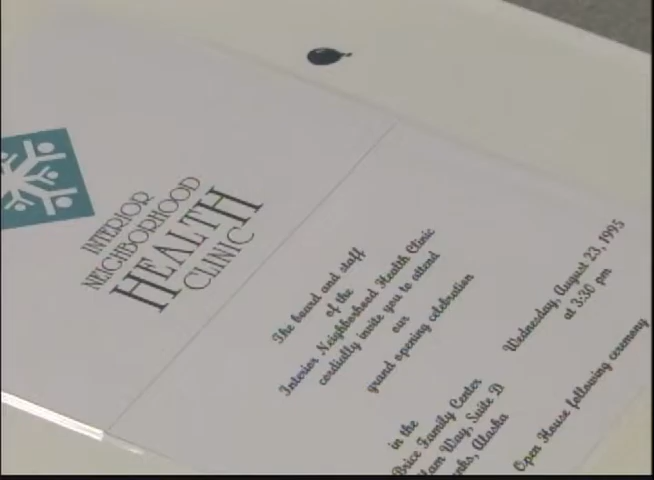 INTERIOR
NEIGHBORHOOD
HEALTH
CLINIC
The board and staff
of the
Interior Neighborhood Health Clinic
cordially invite you to attend
our
grand opening celebration
Wednesday, August 23, 1995
at 3:30 pm
in the
Brice Family Center
Way, Suite D
Alaska
Open House following ceremony